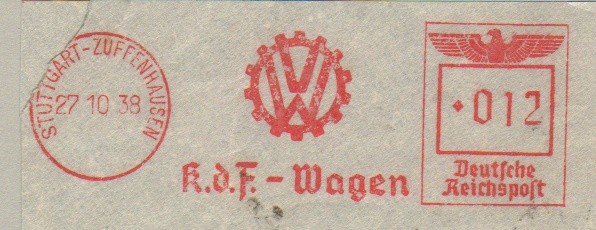 STUTTGART-ZUFFENHAUSEN
27 10 38
VW
K.d.F. - Wagen
012
Deutsche
Reichspost